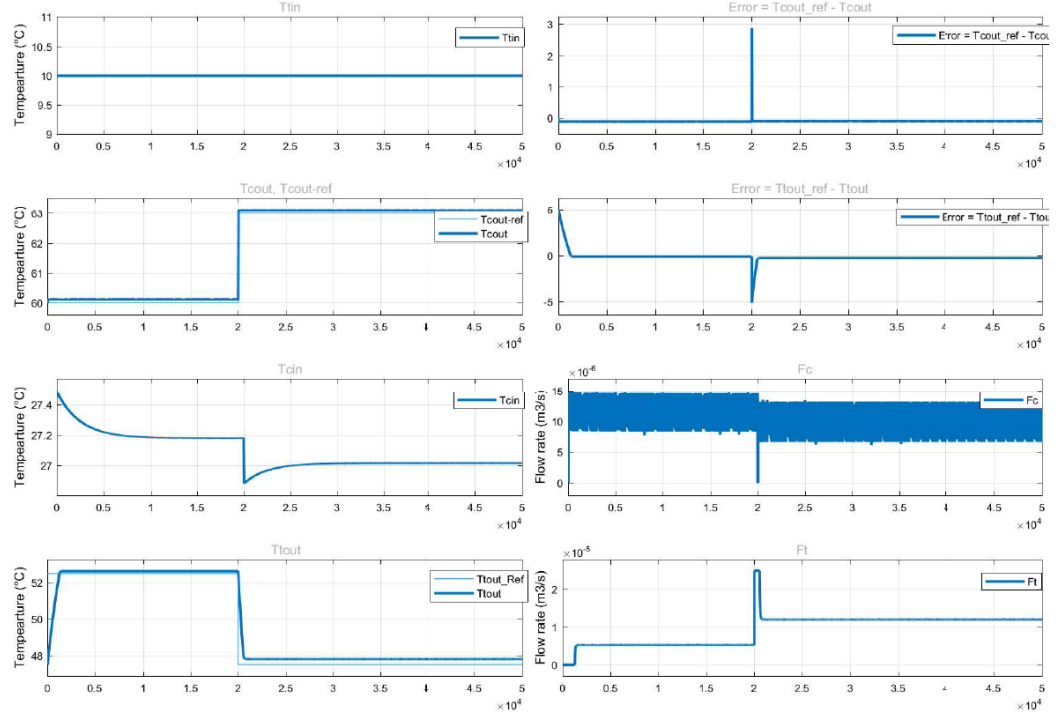 Ttin
11
10.5
10
9.5
9
Tempearture (°C)
Ttin
0 0.5 1 1.5 2 2.5 3 3.5 4 4.5 5
×10⁴
Error = Tcout_ref - Tcout
3
2
1
0
Error = Tcout_ref - Tcou
0 0.5 1 1.5 2 2.5 3 3.5 4 4.5 5
×10⁴
Tcout, Tcout-ref
63
62
61
60
Tempearture (°C)
Tcout-ref
Tcout
0 0.5 1 1.5 2 2.5 3 3.5 4 4.5 5
×10⁴
Error = Ttout_ref - Ttout
5
0
-5
Error = Ttout_ref - Ttou
0 0.5 1 1.5 2 2.5 3 3.5 4 4.5 5
×10⁴
Tcin
27.4
27.2
27
Tempearture (°C)
Tcin
0 0.5 1 1.5 2 2.5 3 3.5 4 4.5 5
×10⁴
Fc
×10⁻⁶
15
10
5
0
Flow rate (m3/s)
Fc
0 0.5 1 1.5 2 2.5 3 3.5 4 4.5 5
×10⁴
Ttout
52
50
48
Tempearture (°C)
Ttout_Ref
Ttout
0 0.5 1 1.5 2 2.5 3 3.5 4 4.5 5
×10⁴
Ft
×10⁻⁵
2
1
0
Flow rate (m3/s)
Ft
0 0.5 1 1.5 2 2.5 3 3.5 4 4.5 5
×10⁴